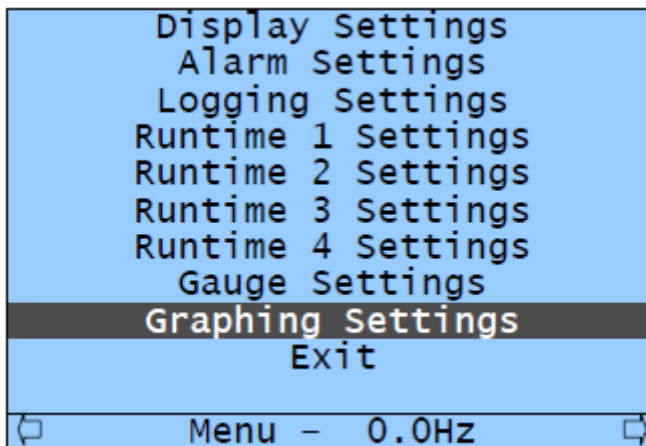 Display Settings
Alarm Settings
Logging Settings
Runtime 1 Settings
Runtime 2 Settings
Runtime 3 Settings
Runtime 4 Settings
Gauge Settings
Graphing Settings
Exit
Menu - 0.0Hz